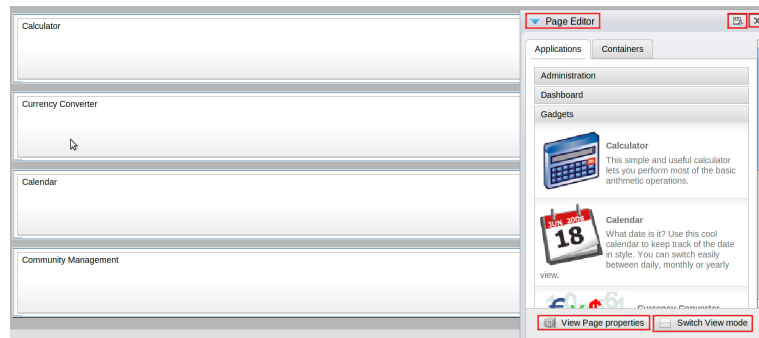 Calculator
Currency Converter
Calendar
Community Management
Page Editor
Applications
Containers
Administration
Dashboard
Gadgets
Calculator
This simple and useful calculator
lets you perform most of the basic
arithmetic operations.
JUN 2008
18
Calendar
What date is it? Use this cool
calendar to keep track of the date
in style. You can switch easily
between daily, monthly or yearly
view.
Currency Converter
View Page properties
Switch View mode